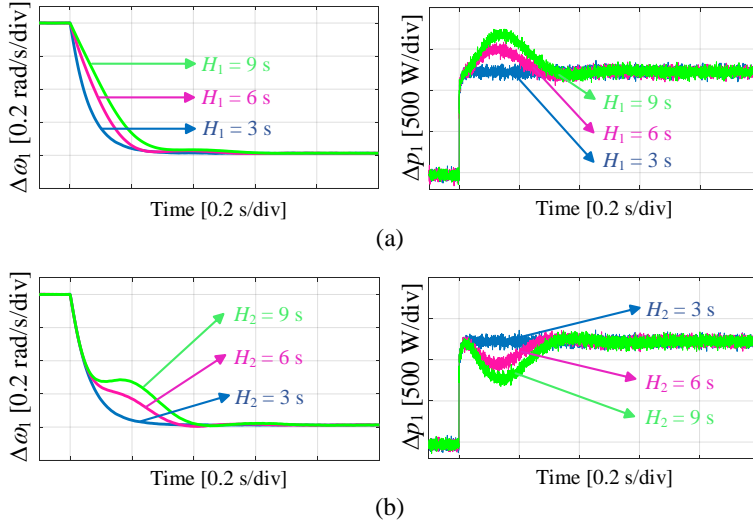 Δω₁ [0.2 rad/s/div]
H₁ = 9 s
H₁ = 6 s
H₁ = 3 s
Time [0.2 s/div]
Δp₁ [500 W/div]
H₁ = 9 s
H₁ = 6 s
H₁ = 3 s
Time [0.2 s/div]
(a)
Δω₁ [0.2 rad/s/div]
H₂ = 9 s
H₂ = 6 s
H₂ = 3 s
Time [0.2 s/div]
Δp₁ [500 W/div]
H₂ = 3 s
H₂ = 6 s
H₂ = 9 s
Time [0.2 s/div]
(b)